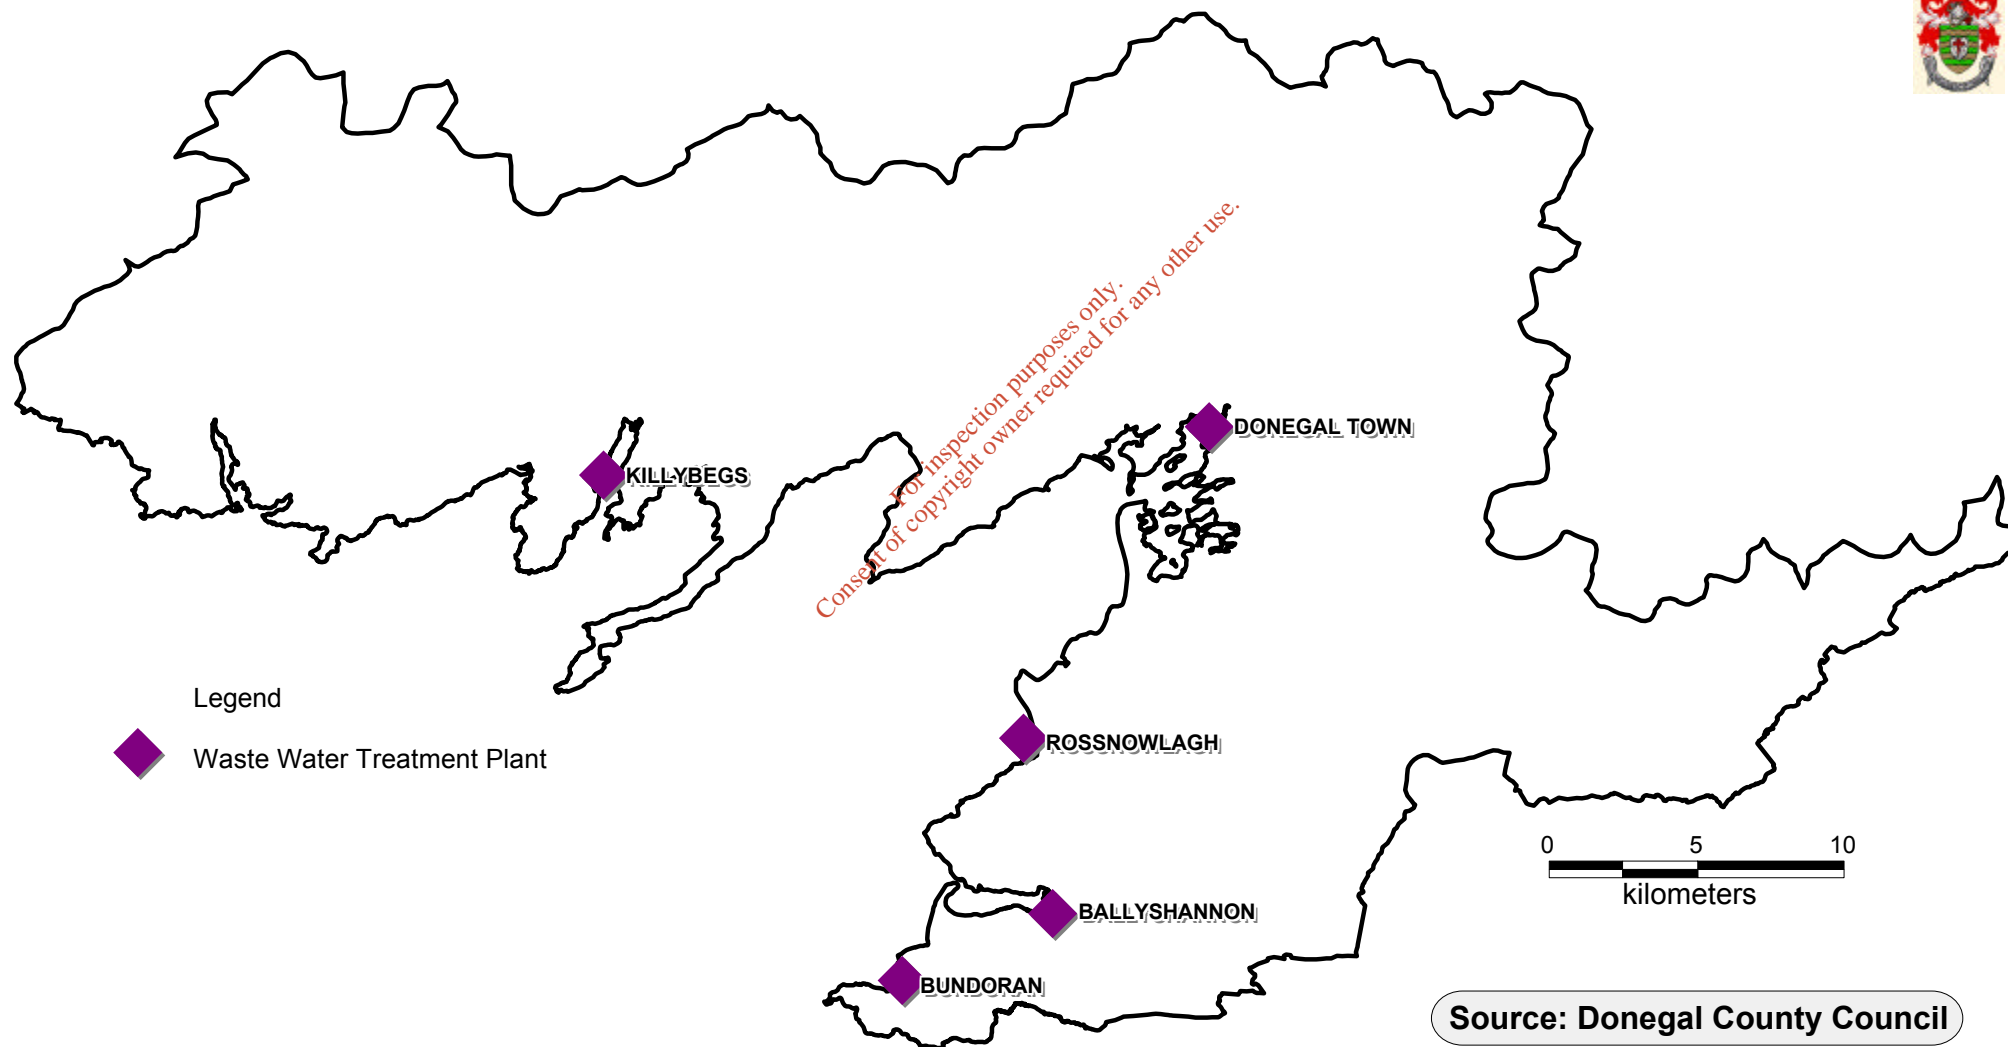 For inspection purposes only.
Consent of copyright owner required for any other use.
DONEGAL TOWN
KILLYBEGS
Legend
Waste Water Treatment Plant
ROSSNOWLAGH
0 5 10
kilometers
BALLYSHANNON
BUNDORAN
Source: Donegal County Council